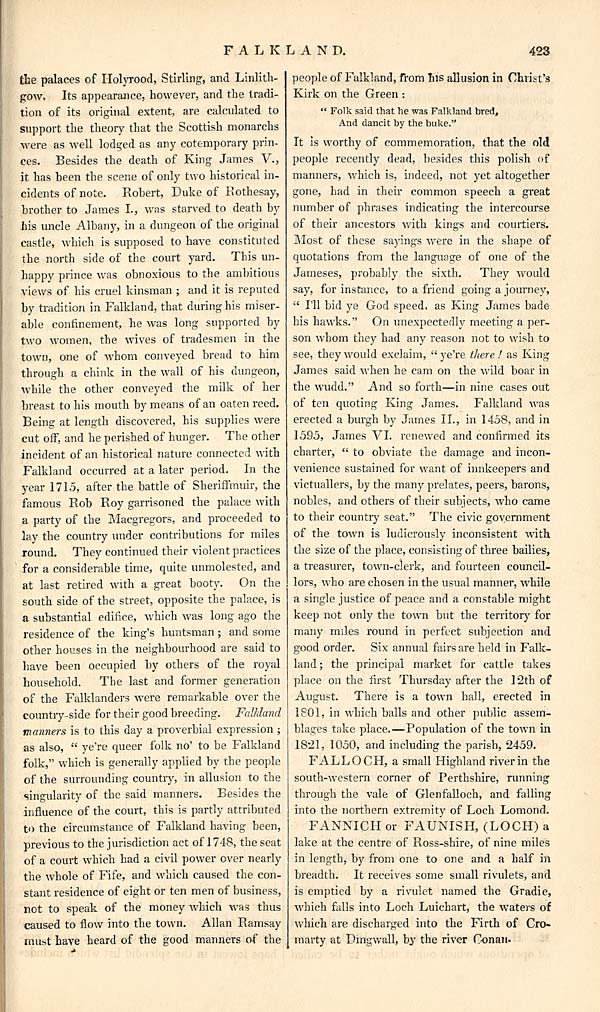 FALKLAND.
423
the palaces of Holyrood, Stirling, and Linlith-
gow. Its appearance, however, and the tradi-
tion of its original extent, are calculated to
support the theory that the Scottish monarchs
were as well lodged as any cotemporary prin-
ces. Besides the death of King James V.,
it has been the scene of only two historical in-
cidents of note. Robert, Duke of Rothesay,
brother to James I., was starved to death by
his uncle Albany, in a dungeon of the original
castle, which is supposed to have constituted
the north side of the court yard. This un-
happy prince was obnoxious to the ambitious
views of his cruel kinsman ; and it is reputed
by tradition in Falkland, that during his miser-
able confinement, he was long supported by
two women, the wives of tradesmen in the
town, one of whom conveyed bread to him
through a chink in the wall of his dungeon,
while the other conveyed the milk of her
breast to his mouth by means of an oaten reed.
Being at length discovered, his supplies were
cut off, and he perished of hunger. The other
incident of an historical nature connected with
Falkland occurred at a later period. In the
year 1715, after the battle of Sheriffmuir, the
famous Rob Roy garrisoned the palace with
a party of the Macgregors, and proceeded to
lay the country under contributions for miles
round. They continued their violent practices
for a considerable time, quite unmolested, and
at last retired with a great booty. On the
south side of the street, opposite the palace, is
a substantial edifice, which was long ago the
residence of the king's huntsman ; and some
other houses in the neighbourhood are said to
have been occupied by others of the royal
household. The last and former generation
of the Falklanders were remarkable over the
country-side for their good breeding. Falkland
manners is to this day a proverbial expression ;
as also, " ye're queer folk no' to be Falkland
folk," which is generally applied by the people
of the surrounding country, in allusion to the
singularity of the said manners. Besides the
influence of the court, this is partly attributed
to the circumstance of Falkland having been,
previous to the jurisdiction act of 1748, the seat
of a court which had a civil power over nearly
the whole of Fife, and which caused the con-
stant residence of eight or ten men of business,
not to speak of the money which was thus
caused to flow into the town. Allan Ramsay
must have heard of the good manners of the
people of Falkland, from his allusion in Christ's
Kirk on the Green :
" Folk said that he was Falkland bred,
And dancit by the buke."
It is worthy of commemoration, that the old
people recently dead, besides this polish of
manners, which is, indeed, not yet altogether
gone, had in their common speech a great
number of phrases indicating the intercourse
of their ancestors with kings and courtiers.
Most of these sayings were in the shape of
quotations from the language of one of the
Jameses, probably the sixth. They would
say, for instance, to a friend going a journey,
" I'll bid ye God speed, as King James bade
his hawks." On unexpectedly meeting a per-
son whom they had any reason not to wish to
see, they would exclaim, " ye're there ! as King
James said when he cam on the wild boar in
the wudd." And so forth—in nine cases out
of ten quoting King James. Falkland was
erected a burgh by James II., in 1458, and in
1595, James VI. renewed and confirmed its
charter, " to obviate the damage and incon-
venience sustained for want of innkeepers and
victuallers, by the many prelates, peers, barons,
nobles, and others of their subjects, who came
to their country seat." The civic government
of the town is ludicrously inconsistent with
the size of the place, consisting of three bailies,
a treasurer, town-clerk, and fourteen council-
lors, who are chosen in the usual manner, while
a single justice of peace and a constable might
keep not only the town but the territory for
many miles round in perfect subjection and
good order. Six annual fairs are held in Falk-
land ; the principal market for cattle takes
place on the first Thursday after the 12th of
August. There is a town hall, erected in
1801, in which balls and other public assem-
blages take place.—Population of the town in
1821, 1050, and including the parish, 2459.
FALLOCH, a small Highland river in the
south-western corner of Perthshire, running
through the vale of Glenfalloch, and falling
into the northern extremity of Loch Lomond.
FANNICH or FAUNISH, (LOCH) a
lake at the centre of Ross-shire, of nine miles
in length, by from one to one and a half in
breadth. It receives some small rivulets, and
is emptied by a rivulet named the Gradie,
which falls into Loch Luichart, the waters of
which are discharged into the Firth of Cro-
marty at Dingwall, by the river Conan.